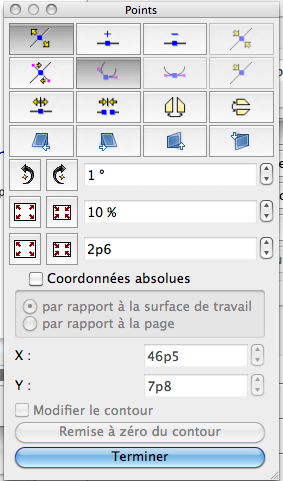 Points
1 °
10 %
2p6
Coordonnées absolues
par rapport à la surface de travail
par rapport à la page
X :
46p5
Y :
7p8
Modifier le contour
Remise à zéro du contour
Terminer